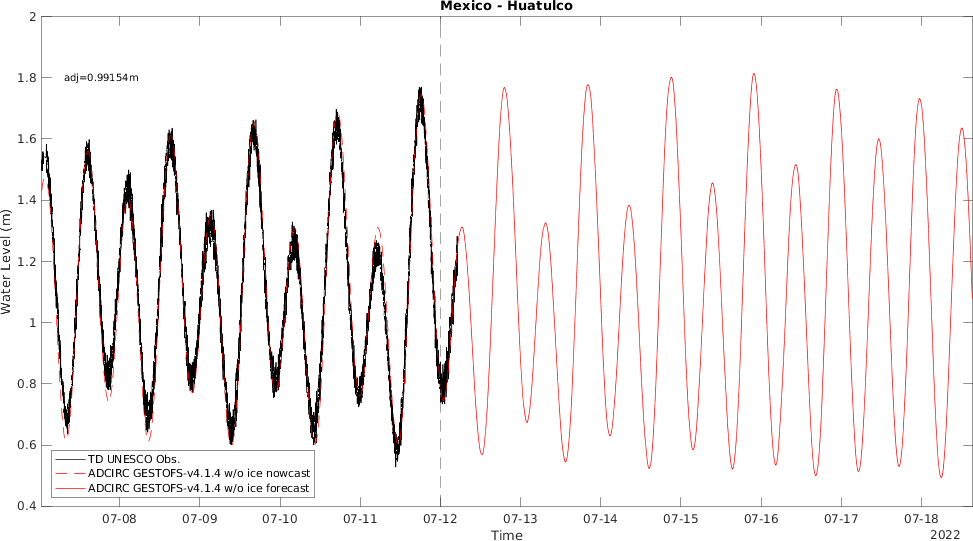 Mexico - Huatulco
2
1.8
1.6
1.4
1.2
1
0.8
0.6
0.4
Water Level (m)
adj=0.99154m
TD UNESCO Obs.
ADCIRC GESTOFS-v4.1.4 w/o ice nowcast
ADCIRC GESTOFS-v4.1.4 w/o ice forecast
07-08 07-09 07-10 07-11 07-12 07-13 07-14 07-15 07-16 07-17 07-18
Time
2022